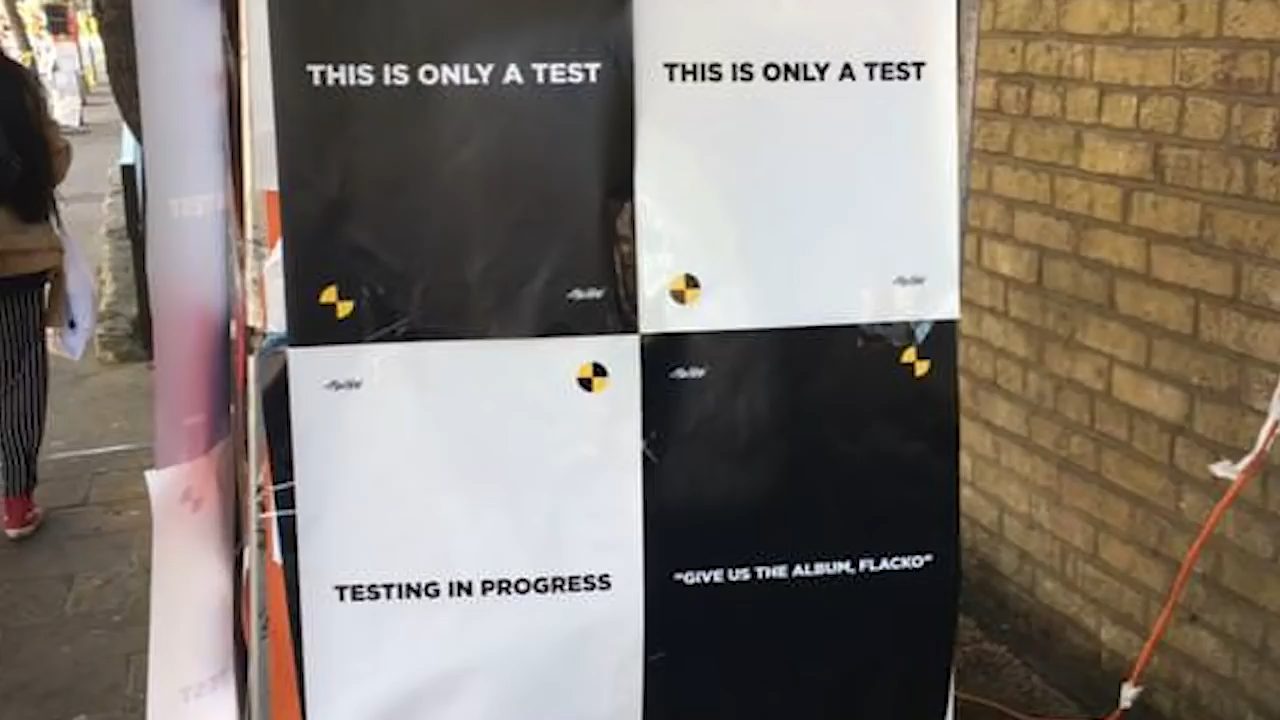 THIS IS ONLY A TEST
THIS IS ONLY A TEST
TESTING IN PROGRESS
"GIVE US THE ALBUM, FLACKO"